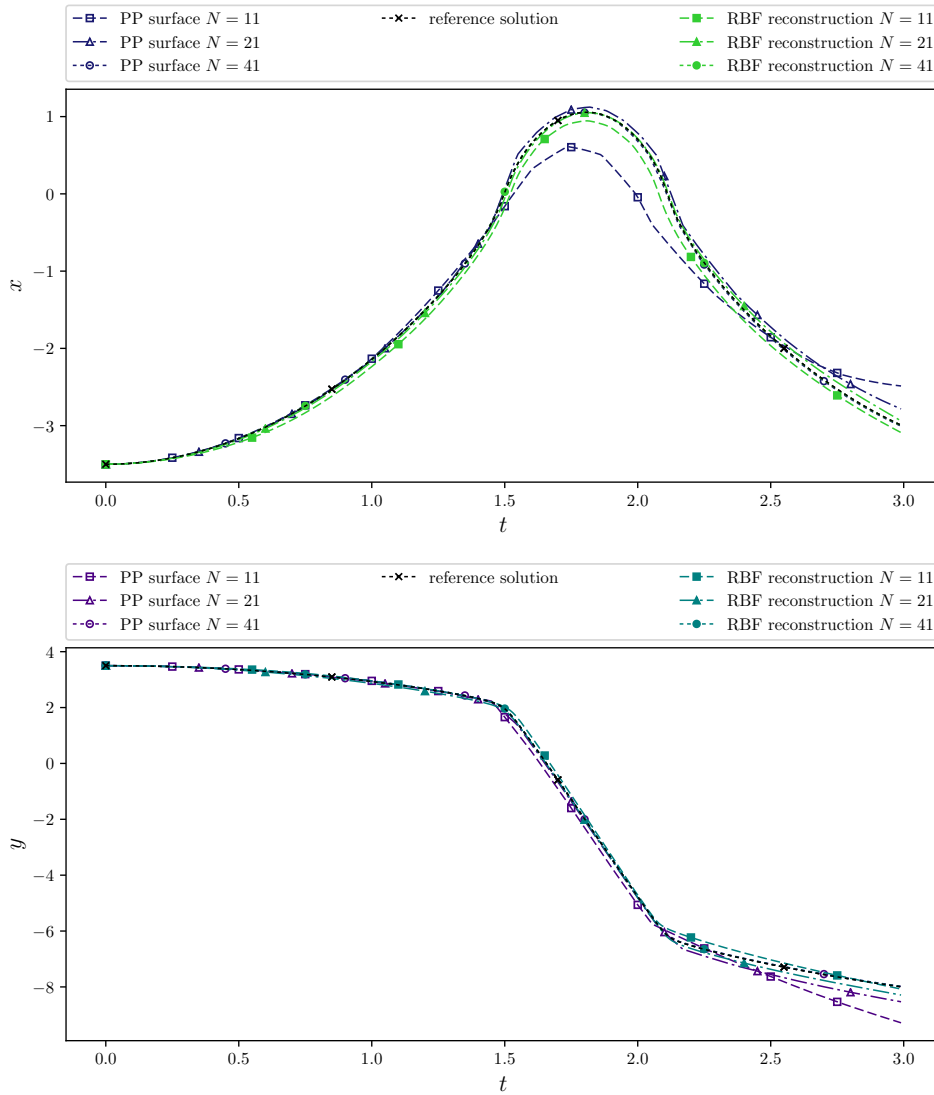 PP surface N = 11
PP surface N = 21
PP surface N = 41
reference solution
RBF reconstruction N = 11
RBF reconstruction N = 21
RBF reconstruction N = 41
1
0
−1
−2
−3
x
0.0 0.5 1.0 1.5 2.0 2.5 3.0
t
PP surface N = 11
PP surface N = 21
PP surface N = 41
reference solution
RBF reconstruction N = 11
RBF reconstruction N = 21
RBF reconstruction N = 41
4
2
0
−2
−4
−6
−8
y
0.0 0.5 1.0 1.5 2.0 2.5 3.0
t